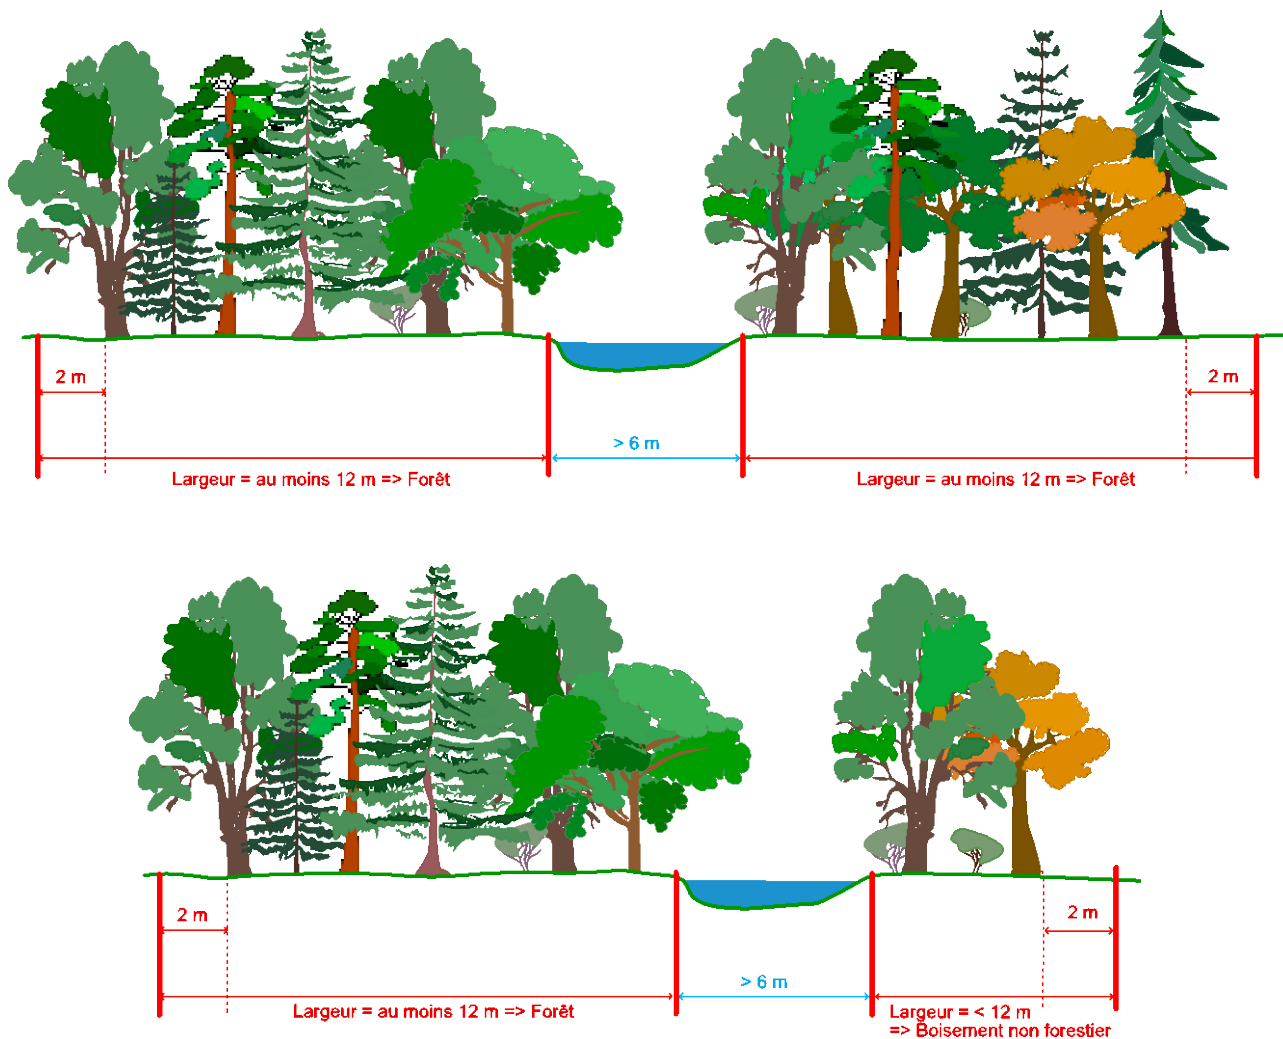 2 m
2 m
> 6 m
Largeur = au moins 12 m => Forêt
Largeur = au moins 12 m => Forêt
2 m
2 m
> 6 m
Largeur = au moins 12 m => Forêt
Largeur = < 12 m
=> Boisement non forestier